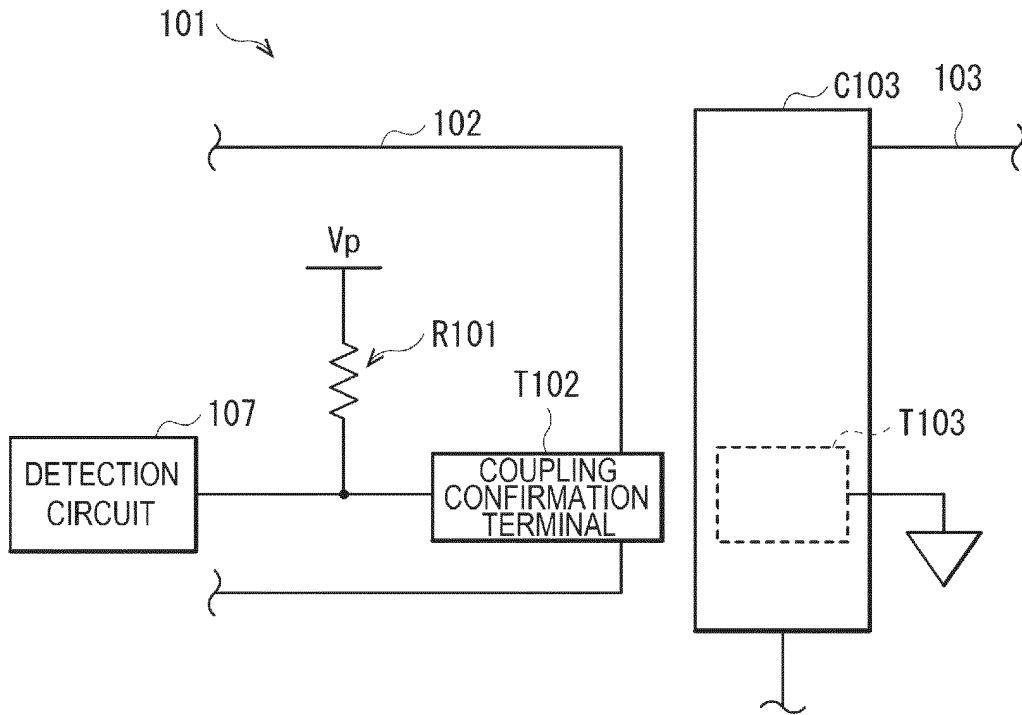 101
C103
103
102
Vp
R101
T102
107
T103
DETECTION
CIRCUIT
COUPLING
CONFIRMATION
TERMINAL